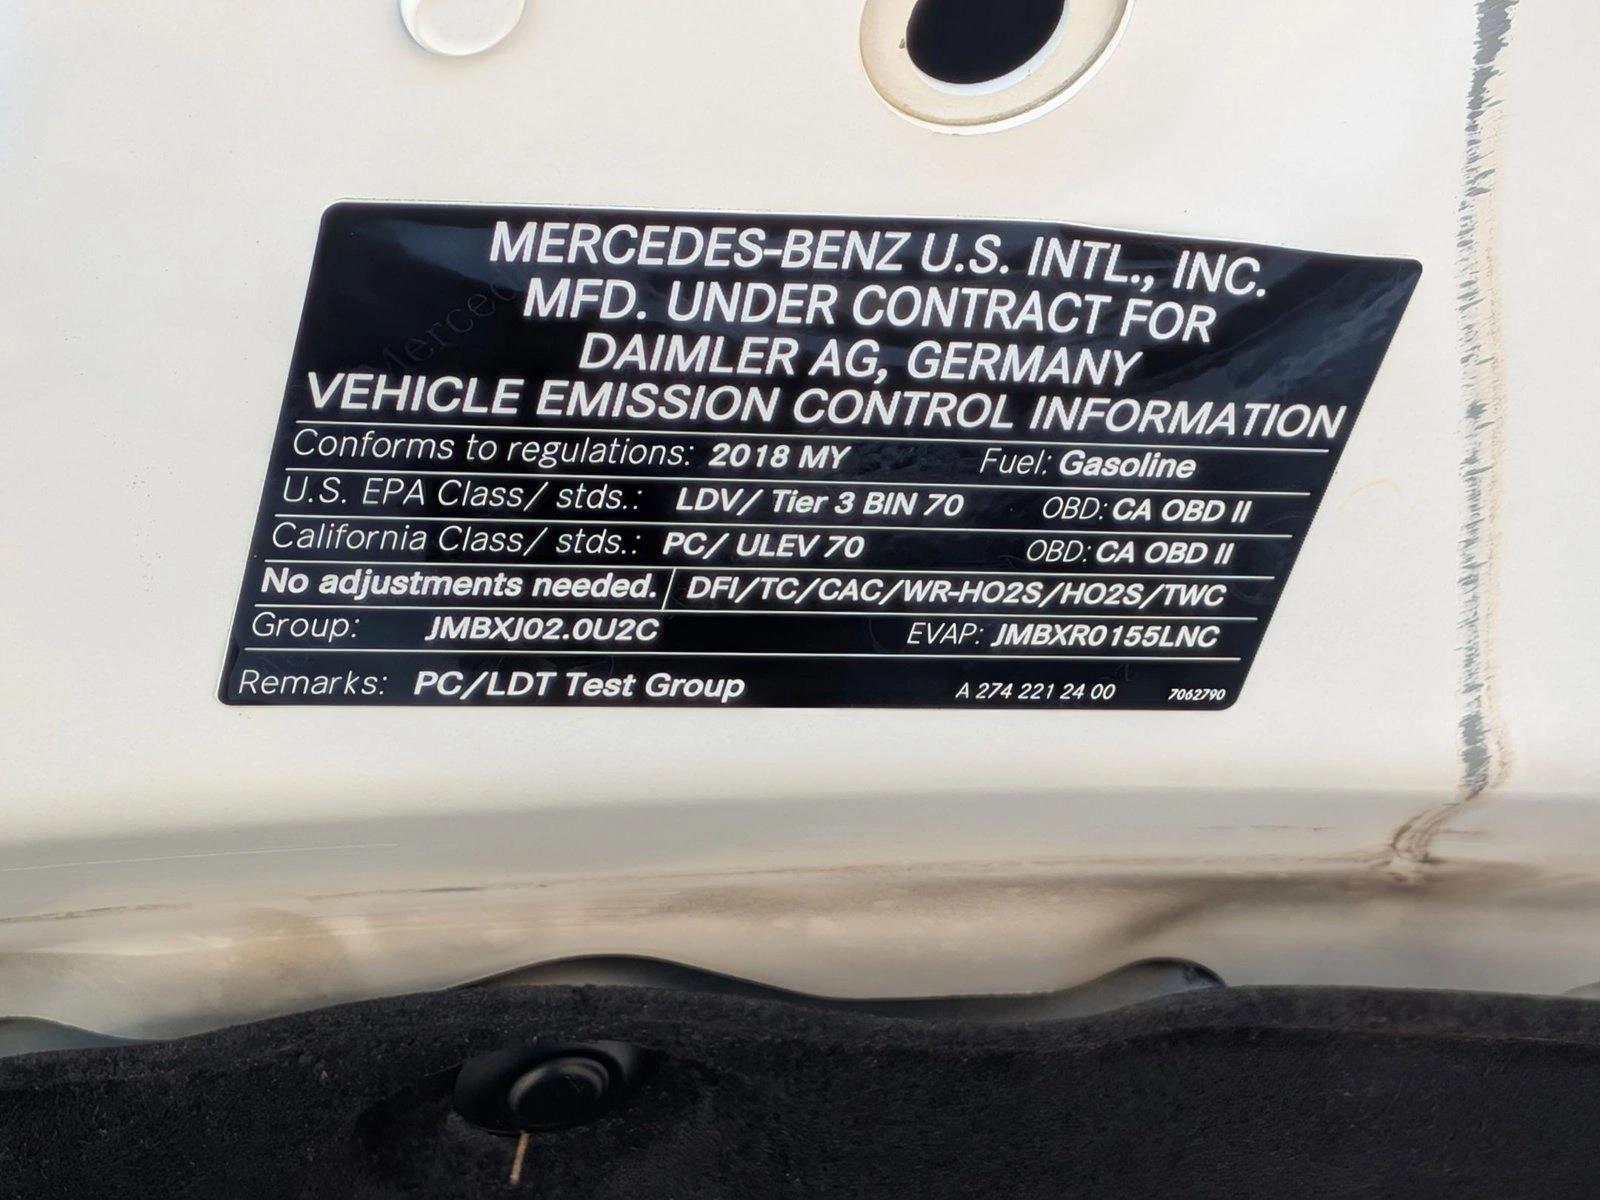 MERCEDES-BENZ U.S. INTL., INC.
MFD. UNDER CONTRACT FOR
DAIMLER AG, GERMANY
VEHICLE EMISSION CONTROL INFORMATION
Conforms to regulations: 2018 MY Fuel: Gasoline
U.S. EPA Class/ stds.: LDV/ Tier 3 BIN 70 OBD: CA OBD II
California Class/ stds.: PC/ ULEV 70 OBD: CA OBD II
No adjustments needed. DFI/TC/CAC/WR-HO2S/HO2S/TWC
Group: JMBXJ02.0U2C EVAP: JMBXR0155LNC
Remarks: PC/LDT Test Group A 274 221 24 00 7062790